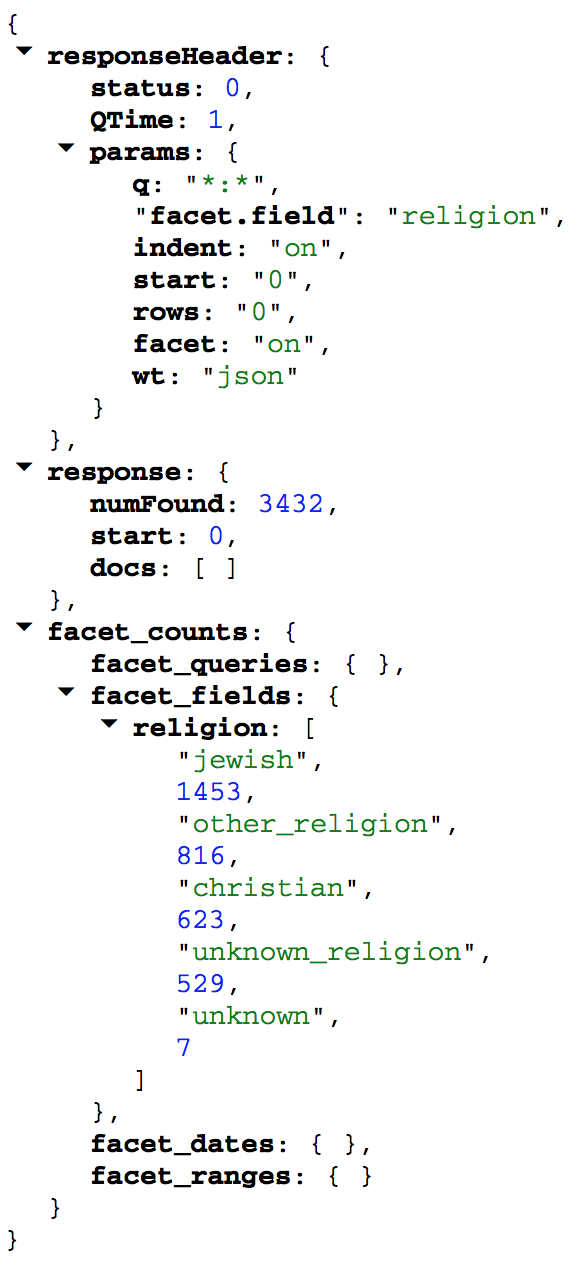 {
responseHeader: {
status: 0,
QTime: 1,
params: {
q: "*:*",
"facet.field": "religion",
indent: "on",
start: "0",
rows: "0",
facet: "on",
wt: "json"
}
},
response: {
numFound: 3432,
start: 0,
docs: [ ]
},
facet_counts: {
facet_queries: { },
facet_fields: {
religion: [
"jewish",
1453,
"other_religion",
816,
"christian",
623,
"unknown_religion",
529,
"unknown",
7
]
},
facet_dates: { },
facet_ranges: { }
}
}